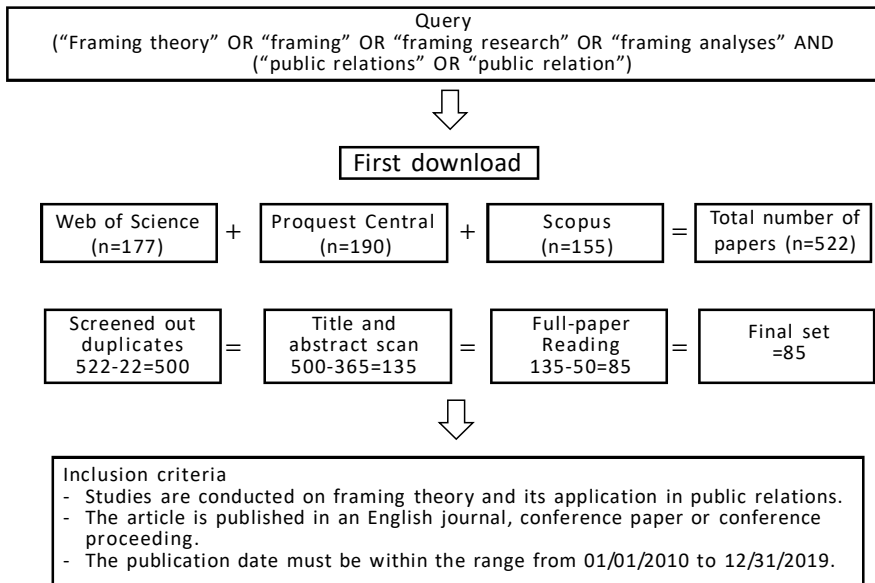 Query
(“Framing theory” OR “framing” OR “framing research” OR “framing analyses” AND
(“public relations” OR “public relation”)
First download
Web of Science
(n=177)
+
Proquest Central
(n=190)
+
Scopus
(n=155)
=
Total number of
papers (n=522)
Screened out
duplicates
522-22=500
=
Title and
abstract scan
500-365=135
=
Full-paper
Reading
135-50=85
=
Final set
=85
Inclusion criteria
- Studies are conducted on framing theory and its application in public relations.
- The article is published in an English journal, conference paper or conference
proceeding.
- The publication date must be within the range from 01/01/2010 to 12/31/2019.